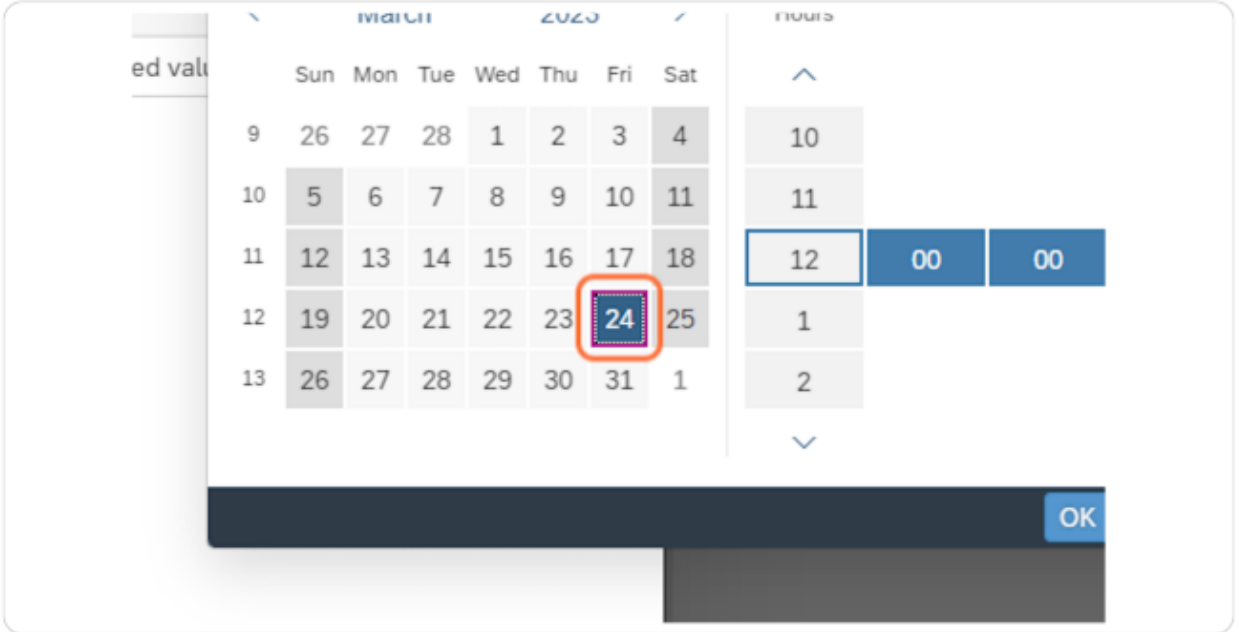 March 2023 Hours
ed valu
Sun Mon Tue Wed Thu Fri Sat
9 26 27 28 1 2 3 4 10
10 5 6 7 8 9 10 11 11
11 12 13 14 15 16 17 18 12 00 00
12 19 20 21 22 23 24 25 1
13 26 27 28 29 30 31 1 2
OK